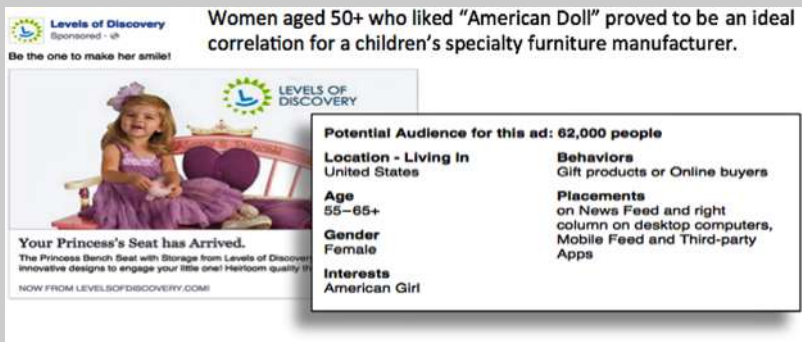 Women aged 50+ who liked “American Doll” proved to be an ideal
correlation for a children’s specialty furniture manufacturer.
Levels of Discovery
Sponsored ·
Be the one to make her smile!
LEVELS OF
DISCOVERY
Your Princess's Seat has Arrived.
The Princess Bench Seat with Storage from Levels of Discover
innovative designs to engage your little one! Heirloom quality th
NOW FROM LEVELSOFDISCOVERY.COM!
Potential Audience for this ad: 62,000 people
Location - Living In
United States
Age
55–65+
Gender
Female
Interests
American Girl
Behaviors
Gift products or Online buyers
Placements
on News Feed and right
column on desktop computers,
Mobile Feed and Third-party
Apps